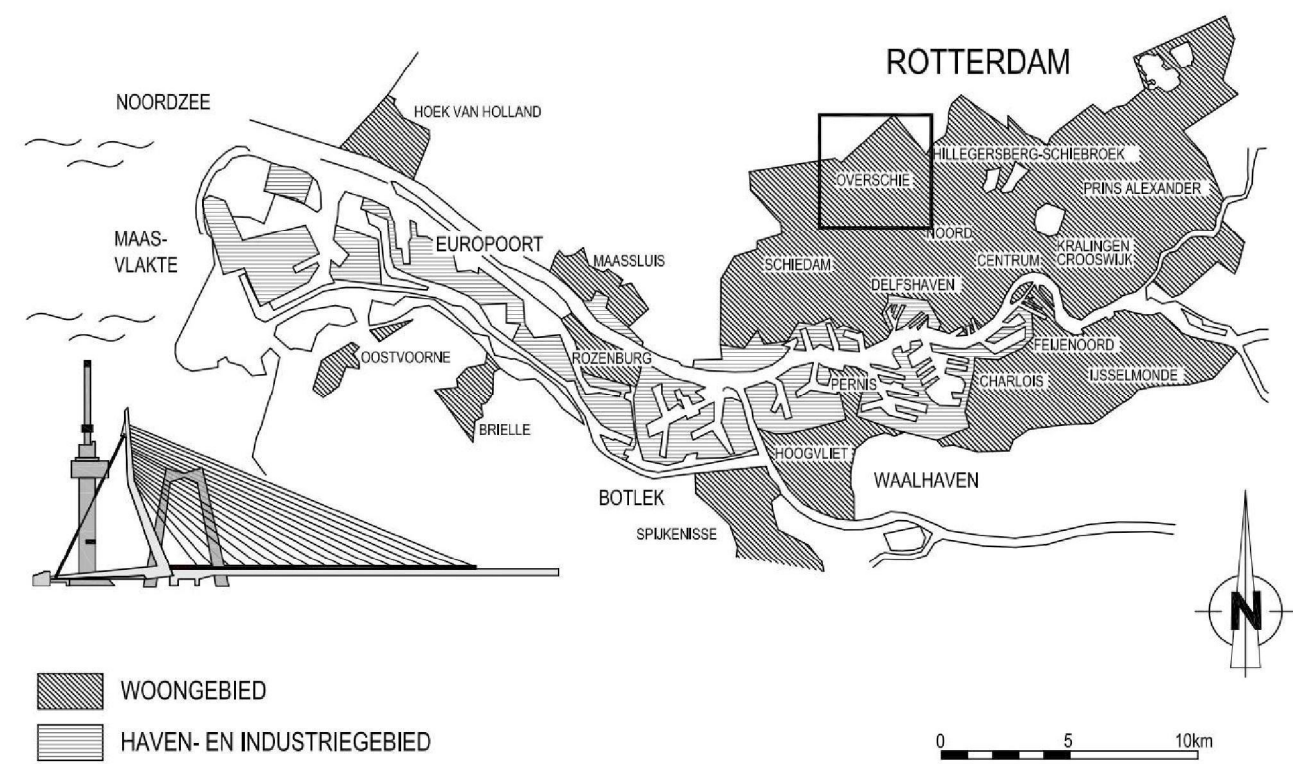 ROTTERDAM
NOORDZEE
HOEK VAN HOLLAND
HILLEGERSBERG-SCHIEBROEK
OVERSCHIE
PRINS ALEXANDER
MAAS-
VLAKTE
EUROPOORT
NOORD
KRALINGEN
CROOSWIJK
MAASSLUIS
SCHIEDAM
CENTRUM
DELFSHAVEN
OOSTVOORNE
ROZENBURG
FEIJENOORD
PERNIS
CHARLOIS
IJSSELMONDE
BRIELLE
HOOGVLIET
WAALHAVEN
BOTLEK
SPIJKENISSE
N
WOONGEBIED
HAVEN- EN INDUSTRIEGEBIED
0 5 10km